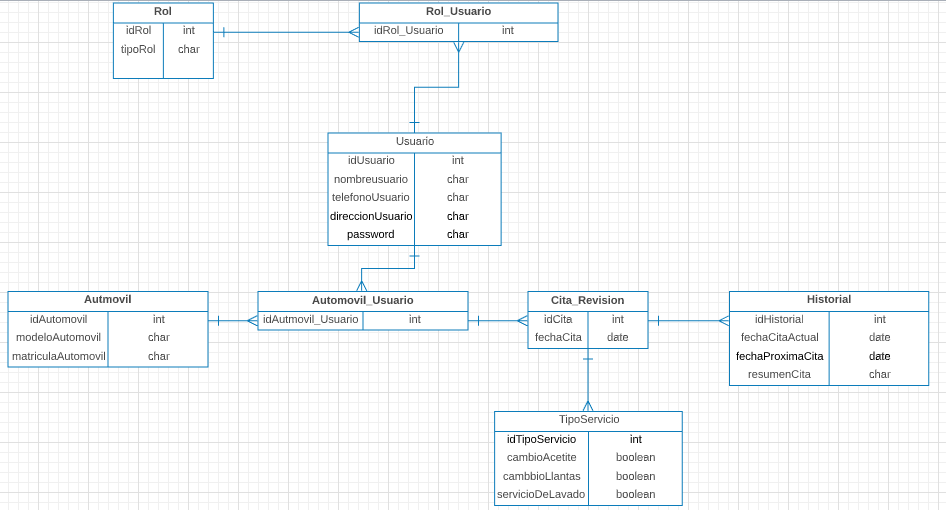 Rol
idRol int
tipoRol char
Rol_Usuario
idRol_Usuario int
Usuario
idUsuario int
nombreusuario char
telefonoUsuario char
direccionUsuario char
password char
Autmovil
idAutomovil int
modeloAutomovil char
matriculaAutomovil char
Automovil_Usuario
idAutmovil_Usuario int
Cita_Revision
idCita int
fechaCita date
Historial
idHistorial int
fechaCitaActual date
fechaProximaCita date
resumenCita char
TipoServicio
idTipoServicio int
cambioAcetite boolean
cambbioLlantas boolean
servicioDeLavado boolean